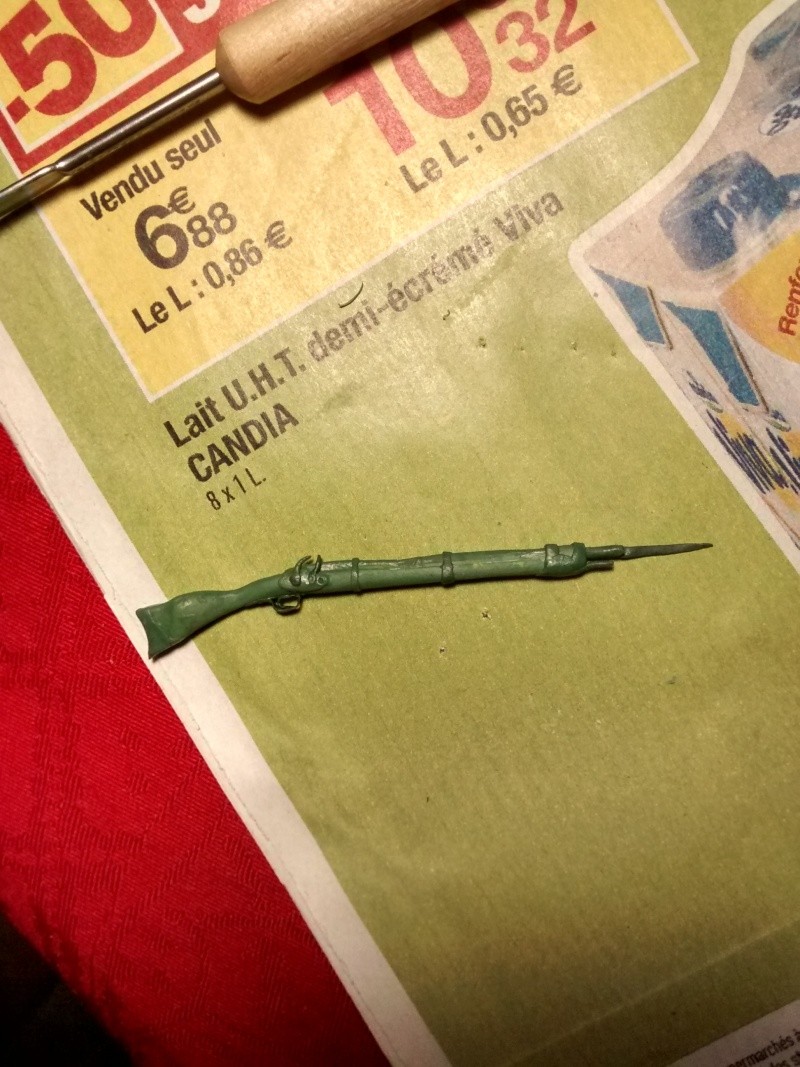 .50
10 32
Le L : 0,65 €
Vendu seul
6€88
Le L : 0,86 €
Lait U.H.T. demi-écrémé Viva
CANDIA
8 x 1 L.